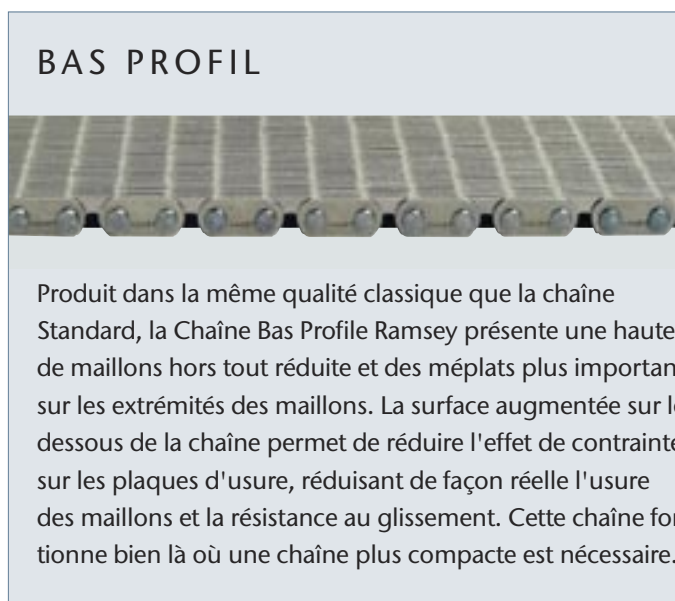 BAS PROFIL
Produit dans la même qualité classique que la chaîne
Standard, la Chaîne Bas Profile Ramsey présente une haute
de maillons hors tout réduite et des méplats plus importan
sur les extrémités des maillons. La surface augmentée sur l
dessous de la chaîne permet de réduire l'effet de contrainte
sur les plaques d'usure, réduisant de façon réelle l'usure
des maillons et la résistance au glissement. Cette chaîne fon
tionne bien là où une chaîne plus compacte est nécessaire.